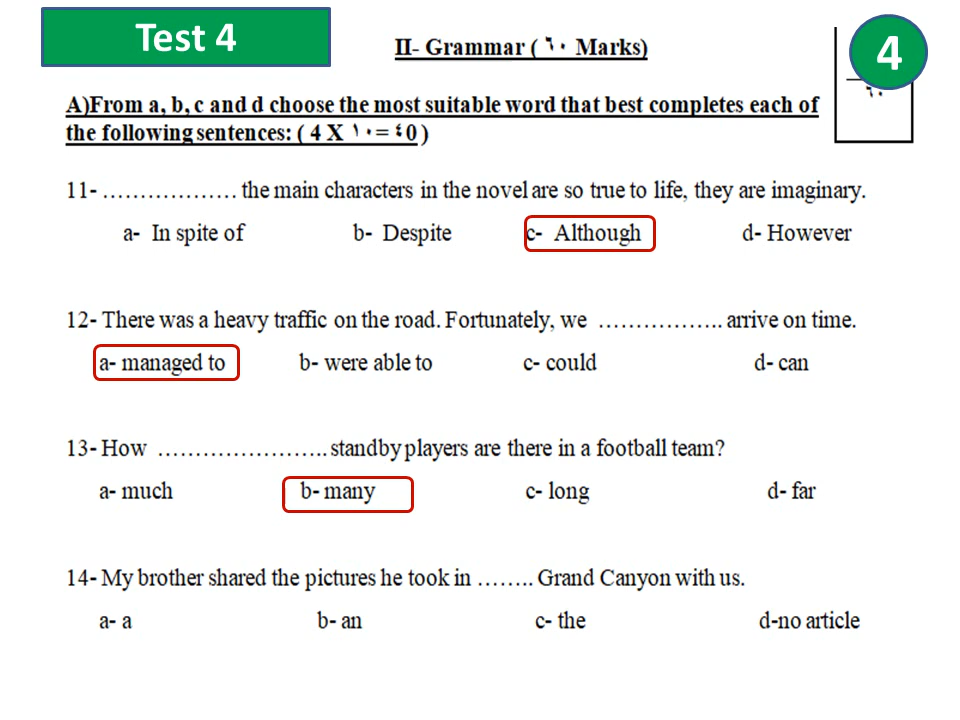 Test 4
II- Grammar ( ٦٠ Marks)
4
٦٠
A)From a, b, c and d choose the most suitable word that best completes each of
the following sentences: ( 4 X ١٠= ٤0 )
11- ……………… the main characters in the novel are so true to life, they are imaginary.
a- In spite of b- Despite c- Although d- However
12- There was a heavy traffic on the road. Fortunately, we …………….. arrive on time.
a- managed to b- were able to c- could d- can
13- How ………………….. standby players are there in a football team?
a- much b- many c- long d- far
14- My brother shared the pictures he took in …….. Grand Canyon with us.
a- a b- an c- the d-no article